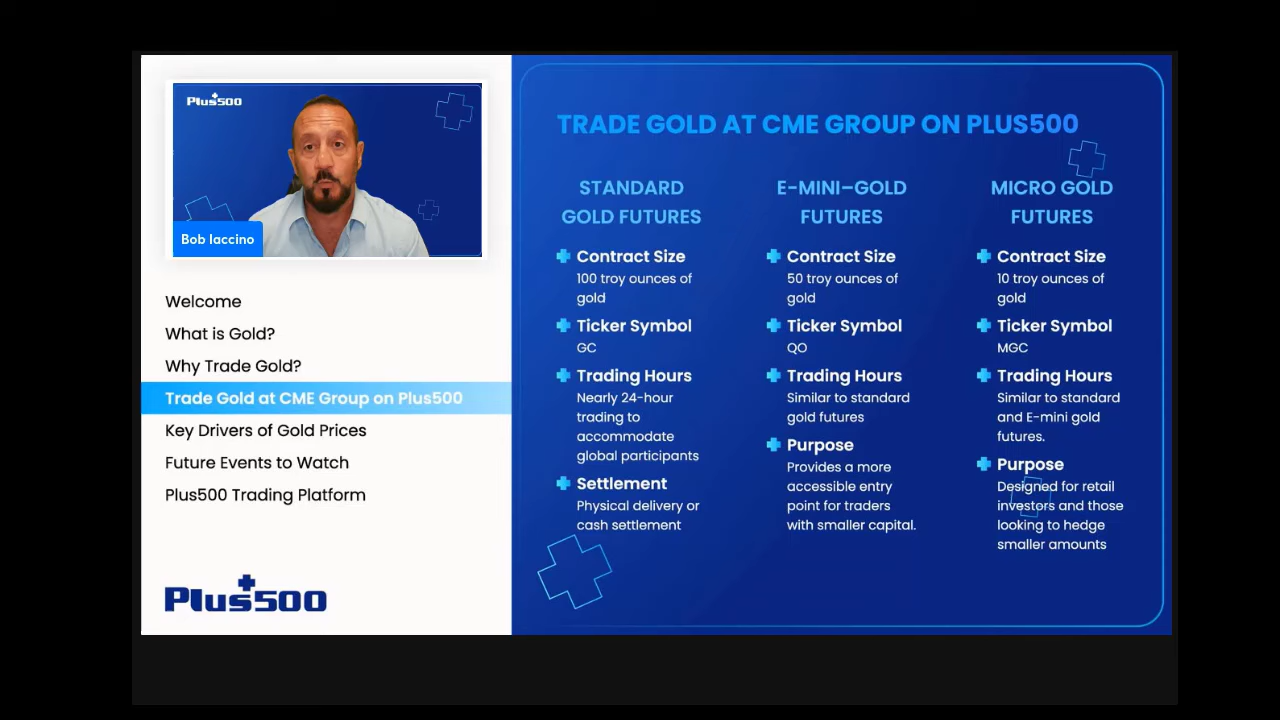 Plus500
Bob Iaccino
Welcome
What is Gold?
Why Trade Gold?
Trade Gold at CME Group on Plus500
Key Drivers of Gold Prices
Future Events to Watch
Plus500 Trading Platform
Plus500
TRADE GOLD AT CME GROUP ON PLUS500
STANDARD
GOLD FUTURES
Contract Size
100 troy ounces of
gold
Ticker Symbol
GC
Trading Hours
Nearly 24-hour
trading to
accommodate
global participants
Settlement
Physical delivery or
cash settlement
E-MINI–GOLD
FUTURES
Contract Size
50 troy ounces of
gold
Ticker Symbol
QO
Trading Hours
Similar to standard
gold futures
Purpose
Provides a more
accessible entry
point for traders
with smaller capital.
MICRO GOLD
FUTURES
Contract Size
10 troy ounces of
gold
Ticker Symbol
MGC
Trading Hours
Similar to standard
and E-mini gold
futures.
Purpose
Designed for retail
investors and those
looking to hedge
smaller amounts